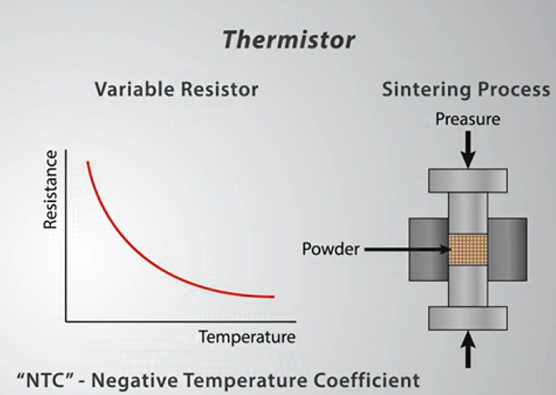 Thermistor
Variable Resistor
Resistance
Temperature
Sintering Process
Preasure
Powder
“NTC” - Negative Temperature Coefficient